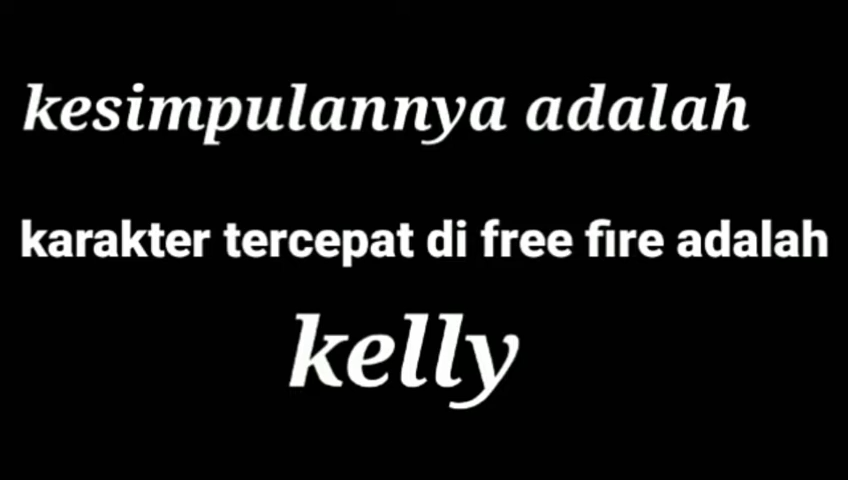 kesimpulannya adalah
karakter tercepat di free fire adalah
kelly